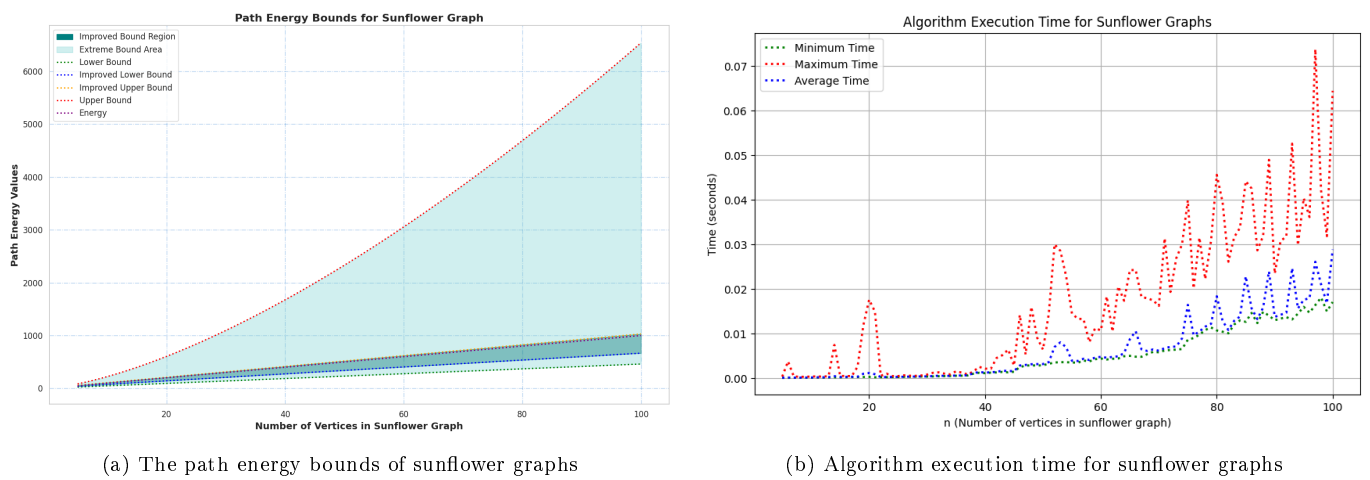 Path Energy Bounds for Sunflower Graph
Improved Bound Region
Extreme Bound Area
Lower Bound
Improved Lower Bound
Improved Upper Bound
Upper Bound
Energy
Path Energy Values
6000
5000
4000
3000
2000
1000
0
20
40
60
80
100
Number of Vertices in Sunflower Graph
(a) The path energy bounds of sunflower graphs
Algorithm Execution Time for Sunflower Graphs
Minimum Time
Maximum Time
Average Time
Time (seconds)
0.07
0.06
0.05
0.04
0.03
0.02
0.01
0.00
20
40
60
80
100
n (Number of vertices in sunflower graph)
(b) Algorithm execution time for sunflower graphs